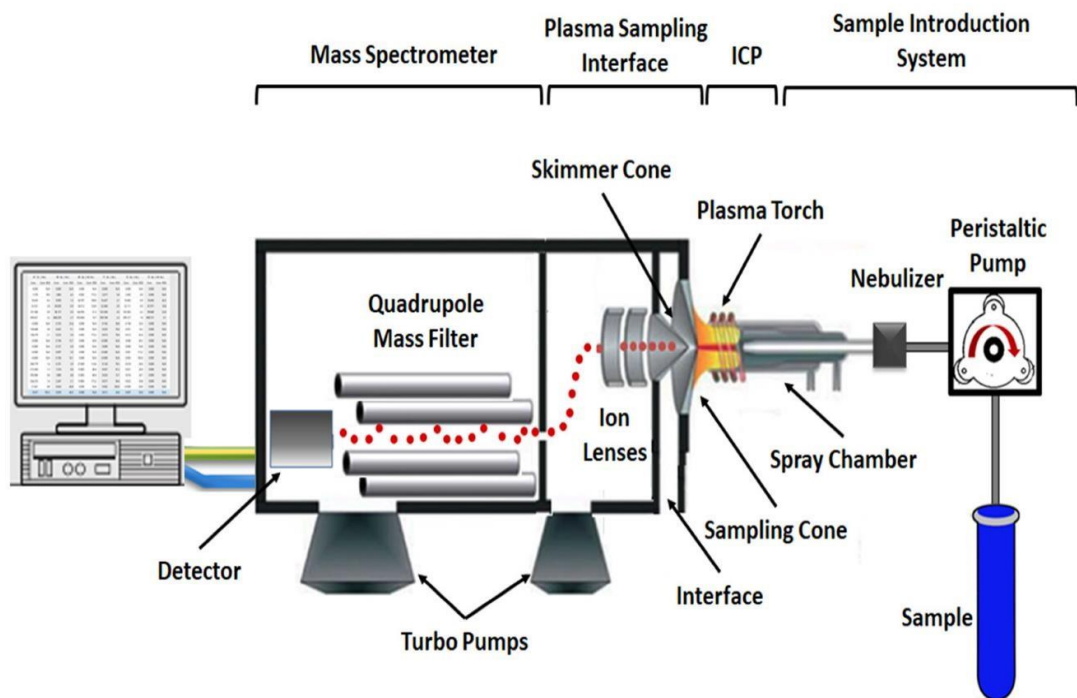 Mass Spectrometer
Plasma Sampling
Interface
ICP
Sample Introduction
System
Skimmer Cone
Plasma Torch
Peristaltic
Pump
Nebulizer
Quadrupole
Mass Filter
Ion
Lenses
Spray Chamber
Sampling Cone
Detector
Interface
Turbo Pumps
Sample